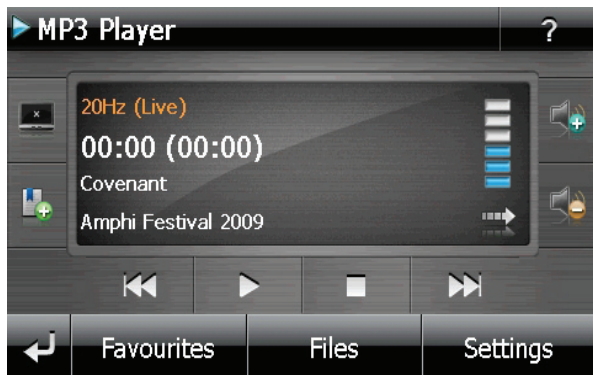 MP3 Player ?
20Hz (Live)
00:00 (00:00)
Covenant
Amphi Festival 2009
Favourites Files Settings